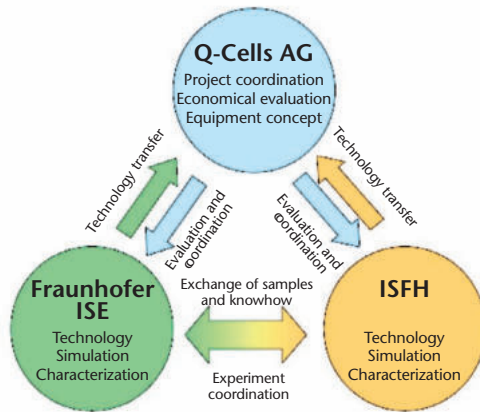 Q-Cells AG
Project coordination
Economical evaluation
Equipment concept
Technology transfer
Evaluation and
coordination
Evaluation and
coordination
Technology transfer
Fraunhofer
ISE
Technology
Simulation
Characterization
Exchange of samples
and knowhow
Experiment
coordination
ISFH
Technology
Simulation
Characterization